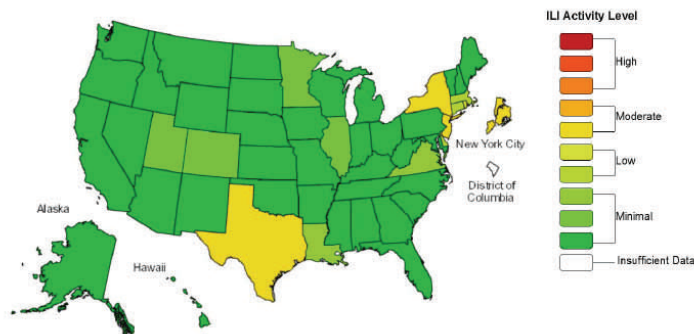 ILI Activity Level
High
Moderate
Low
Minimal
Insufficient Data
New York City
District of
Columbia
Alaska
Hawaii